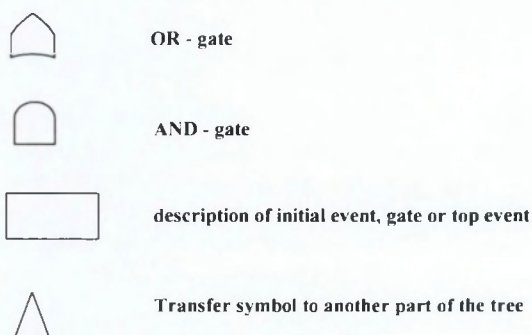 OR - gate
AND - gate
description of initial event, gate or top event
Transfer symbol to another part of the tree